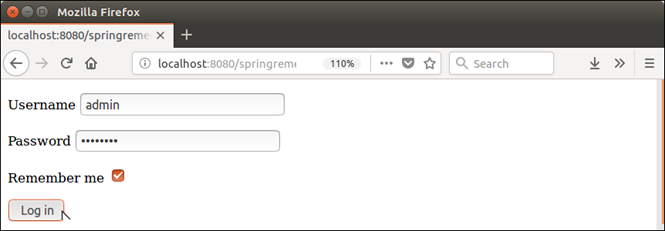 Mozilla Firefox
localhost:8080/springreme
localhost:8080/springreme
110%
Search
Username admin
Password ••••••••
Remember me
Log in